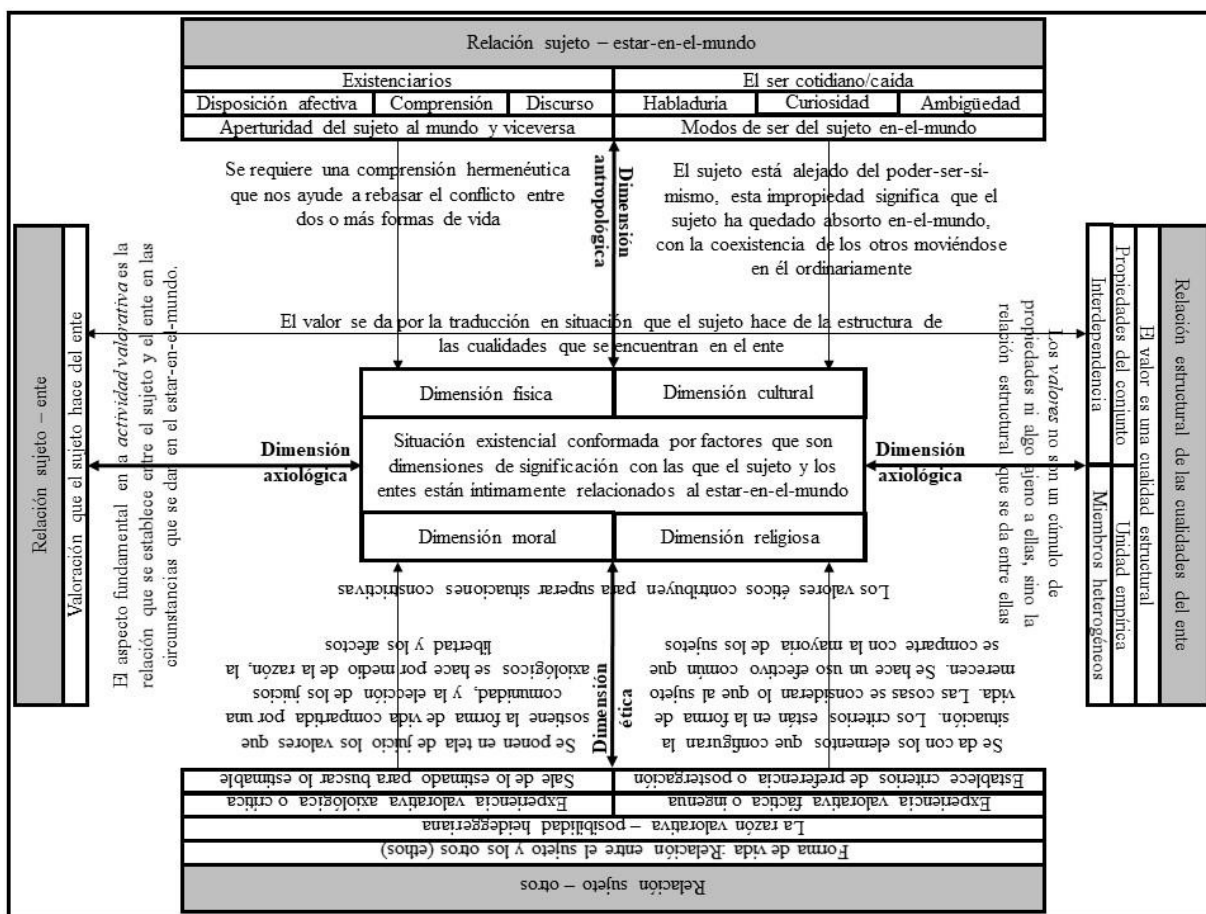 Relación sujeto – estar-en-el-mundo
Existenciarios
El ser cotidiano/caída
Disposición afectiva
Comprensión
Discurso
Habladuría
Curiosidad
Ambigüedad
Aperturidad del sujeto al mundo y viceversa
Modos de ser del sujeto en-el-mundo
Se requiere una comprensión hermenéutica
que nos ayude a rebasar el conflicto entre
dos o más formas de vida
Dimensión
antropológica
El sujeto está alejado del poder-ser-sí-
mismo, esta impropiedad significa que el
sujeto ha quedado absorto en-el-mundo,
con la coexistencia de los otros moviéndose
en él ordinariamente
Relación sujeto – ente
Valoración que el sujeto hace del ente
El aspecto fundamental en la actividad valorativa es la
relación que se establece entre el sujeto y el ente en las
circunstancias que se dan en el estar-en-el-mundo.
El valor se da por la traducción en situación que el sujeto hace de la estructura de
las cualidades que se encuentran en el ente
Dimensión física
Dimensión cultural
Dimensión
axiológica
Situación existencial conformada por factores que son
dimensiones de significación con las que el sujeto y los
entes están íntimamente relacionados al estar-en-el-mundo
Dimensión
axiológica
Dimensión moral
Dimensión religiosa
Relación estructural de las cualidades del ente
El valor es una cualidad estructural
Propiedades del conjunto
Unidad empírica
Interdependencia
Miembros heterogéneos
Los valores no son un cúmulo de
propiedades ni algo ajeno a ellas, sino la
relación estructural que se da entre ellas
Relación sujeto – otros
Forma de vida :Relación entre el sujeto y los otros (ethos)
La razón valorativa – posibilidad heideggeriana
Experiencia valorativa fáctica o ingenua
Experiencia valorativa axiológica o crítica
Establece criterios de preferencia o postergación
Sale de lo estimado para buscar lo estimable
Se da con los elementos que configuran la
situación. Los criterios están en la forma de
vida. Las cosas se consideran lo que al sujeto
merecen. Se hace un uso efectivo común que
se comparte con la mayoría de los sujetos
Dimensión
ética
Se ponen en tela de juicio los valores que
sostiene la forma de vida compartida por una
comunidad, y la elección de los juicios
axiológicos se hace por medio de la razón, la
libertad y los afectos
Los valores éticos contribuyen para superar situaciones constrictivas